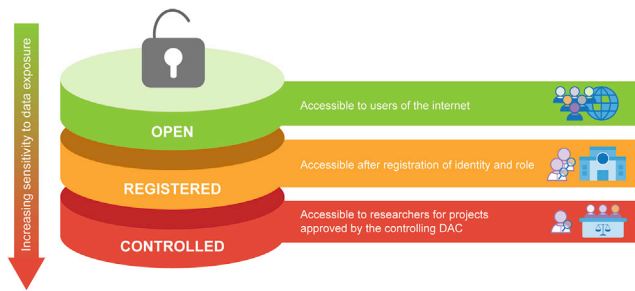 Increasing sensitivity to data exposure
OPEN
Accessible to users of the internet
REGISTERED
Accessible after registration of identity and role
CONTROLLED
Accessible to researchers for projects
approved by the controlling DAC